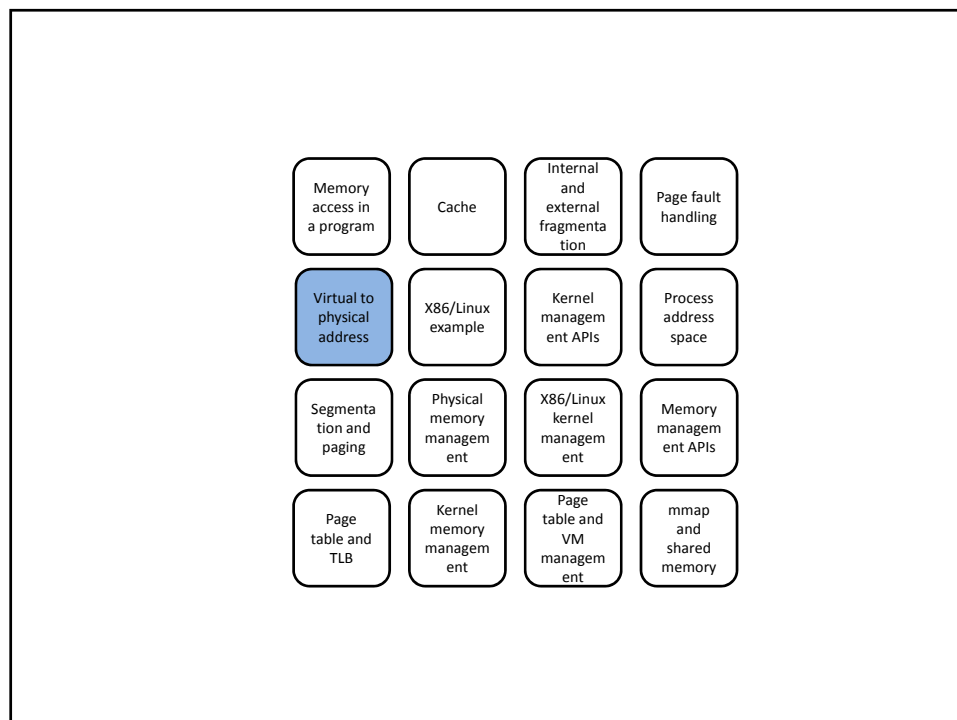 Memory
access in
a program
Cache
Internal
and
external
fragmenta
tion
Page fault
handling
Virtual to
physical
address
X86/Linux
example
Kernel
managem
ent APIs
Process
address
space
Segmenta
tion and
paging
Physical
memory
managem
ent
X86/Linux
kernel
managem
ent
Memory
managem
ent APIs
Page
table and
TLB
Kernel
memory
managem
ent
Page
table and
VM
managem
ent
mmap
and
shared
memory